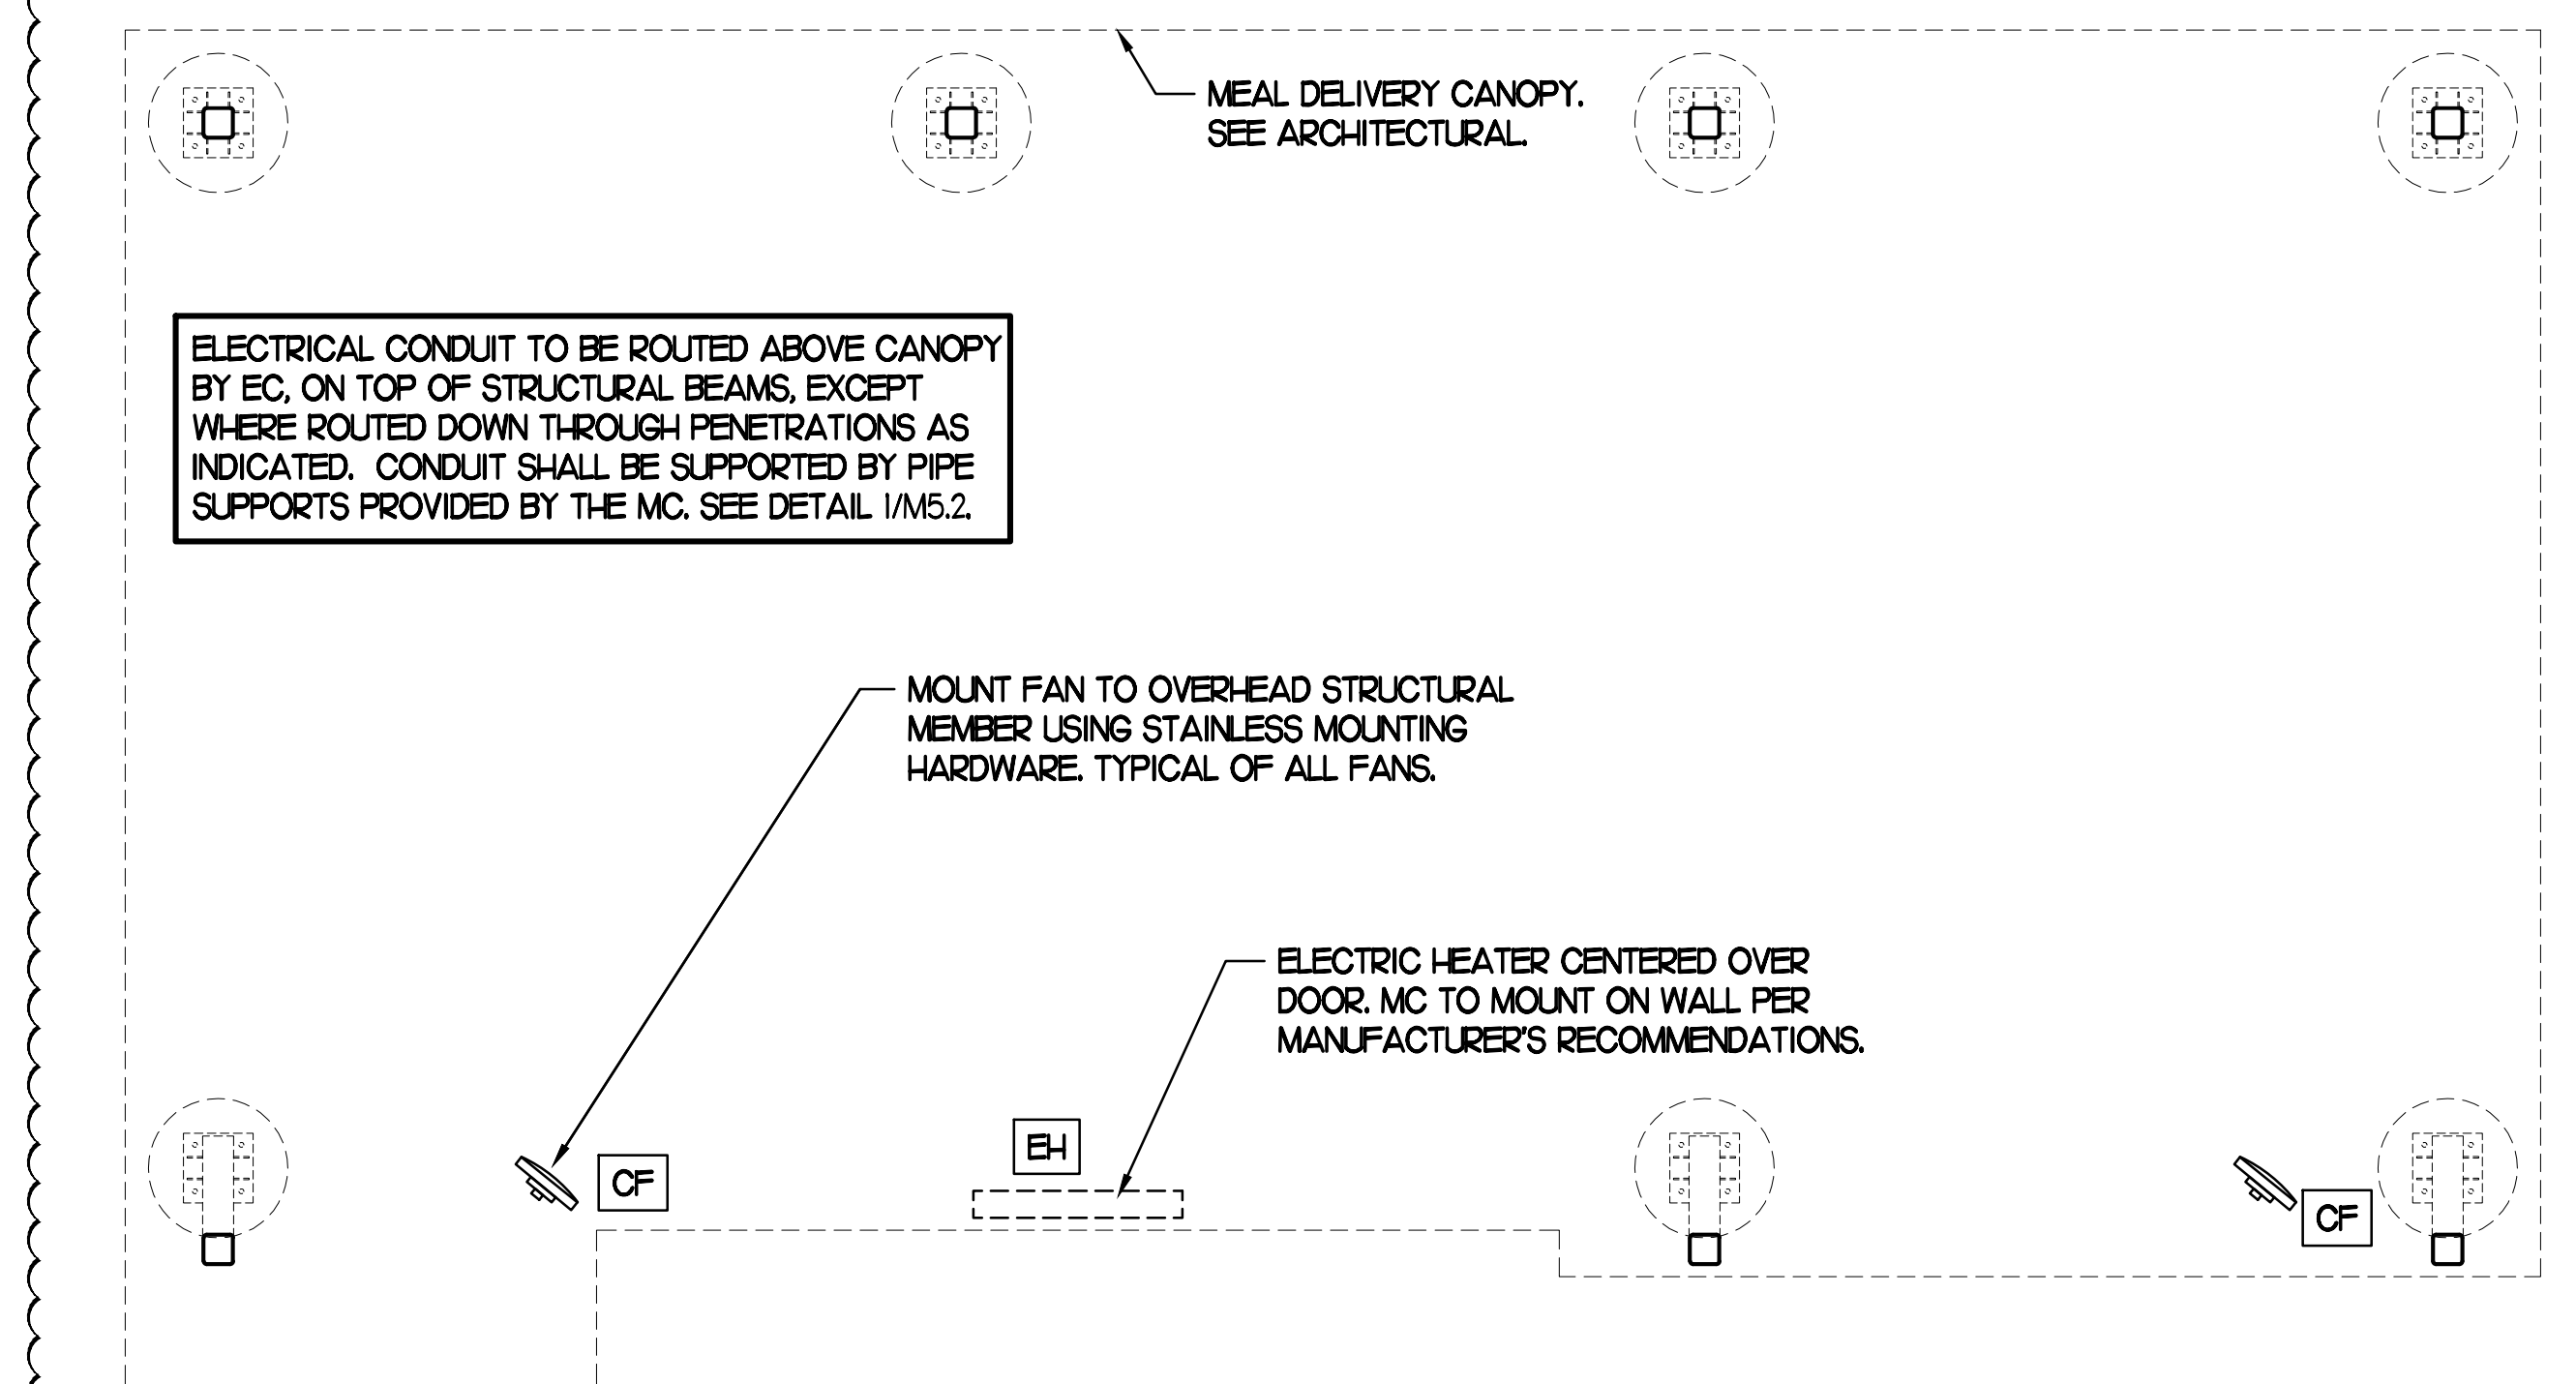 MEAL DELIVERY CANOPY.
SEE ARCHITECTURAL.
ELECTRICAL CONDUIT TO BE ROUTED ABOVE CANOPY
BY EC, ON TOP OF STRUCTURAL BEAMS, EXCEPT
WHERE ROUTED DOWN THROUGH PENETRATIONS AS
INDICATED. CONDUIT SHALL BE SUPPORTED BY PIPE
SUPPORTS PROVIDED BY THE MC. SEE DETAIL 1/M5.2.
MOUNT FAN TO OVERHEAD STRUCTURAL
MEMBER USING STAINLESS MOUNTING
HARDWARE. TYPICAL OF ALL FANS.
ELECTRIC HEATER CENTERED OVER
DOOR. MC TO MOUNT ON WALL PER
MANUFACTURER'S RECOMMENDATIONS.
EH
CF
CF